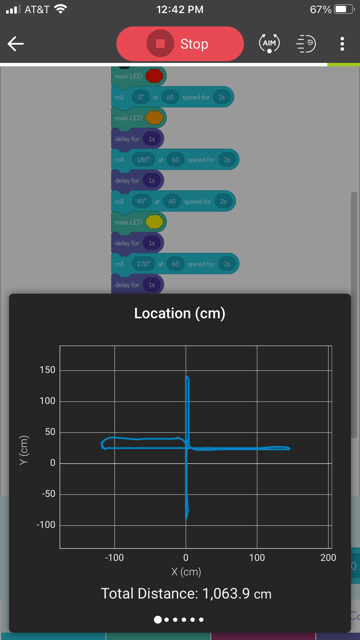 AT&T 12:42 PM 67%
Stop AIM
main LED
roll 0° at 60 speed for 2s
main LED
delay for 1s
roll 180° at 60 speed for 2s
delay for 1s
roll 90° at 60 speed for 2s
main LED
delay for 1s
roll 270° at 60 speed for 2s
delay for 1s
Location (cm)
150
100
50
0
-50
-100
Y (cm)
-100 0 100 200
X (cm)
Total Distance: 1,063.9 cm